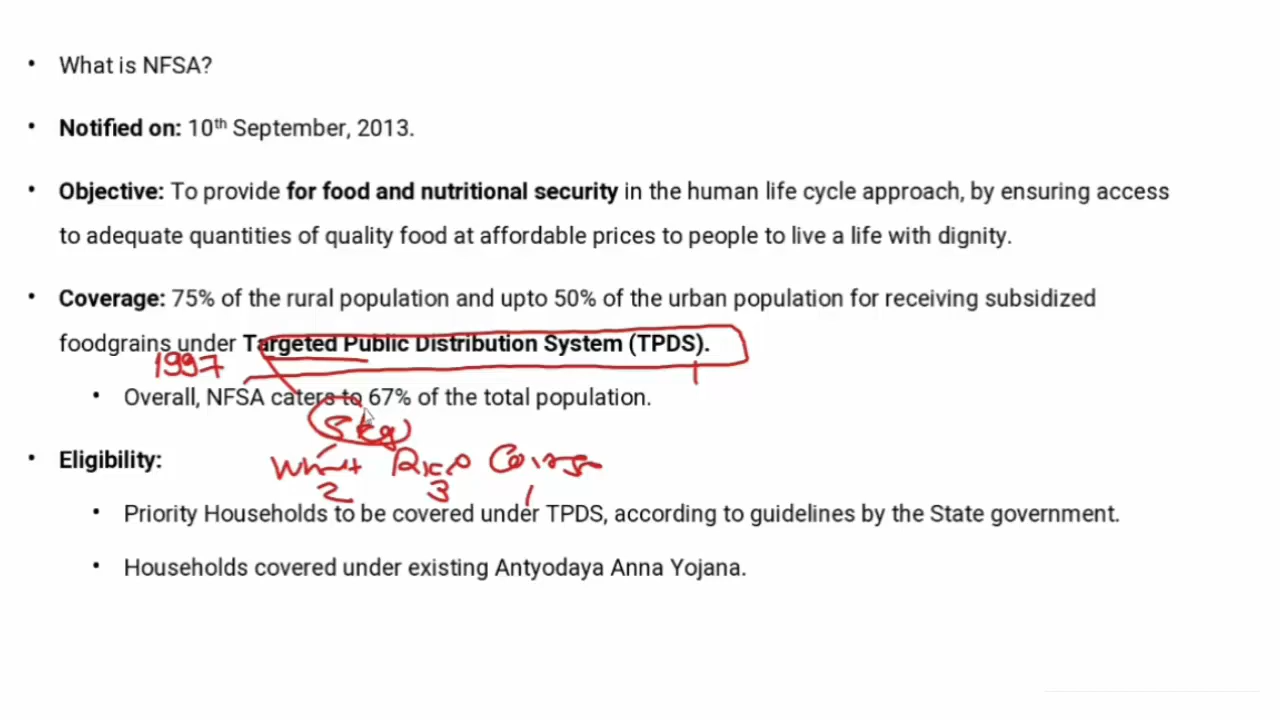 • What is NFSA?
• Notified on: 10th September, 2013.
• Objective: To provide for food and nutritional security in the human life cycle approach, by ensuring access
to adequate quantities of quality food at affordable prices to people to live a life with dignity.
• Coverage: 75% of the rural population and upto 50% of the urban population for receiving subsidized
foodgrains under Targeted Public Distribution System (TPDS).
1997
• Overall, NFSA caters to 67% of the total population.
5kg
• Eligibility:
Wheat Rice Coarse
2 3 1
• Priority Households to be covered under TPDS, according to guidelines by the State government.
• Households covered under existing Antyodaya Anna Yojana.